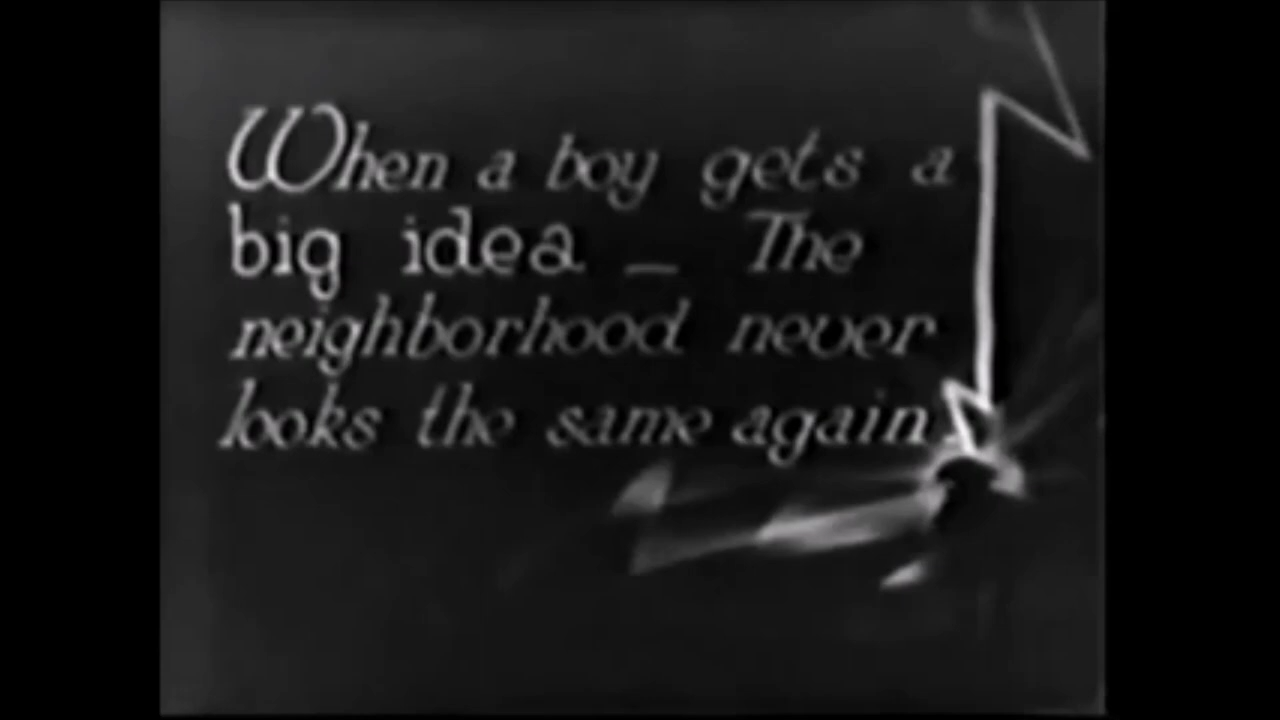 When a boy gets a
big idea _ The
neighborhood never
looks the same again.